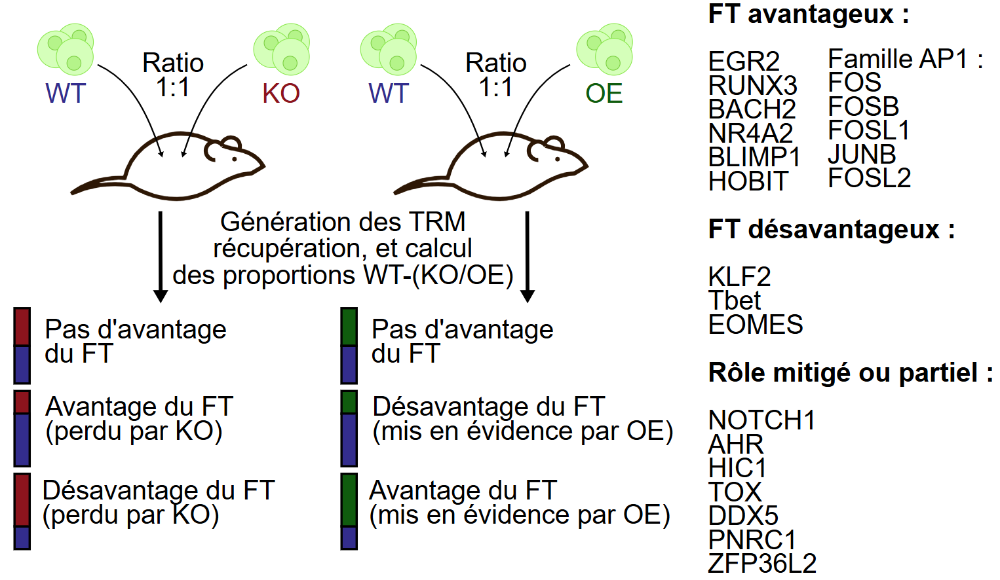 WT
Ratio
1:1
KO
WT
Ratio
1:1
OE
Génération des TRM
récupération, et calcul
des proportions WT-(KO/OE)
Pas d'avantage
du FT
Avantage du FT
(perdu par KO)
Désavantage du FT
(perdu par KO)
Pas d'avantage
du FT
Désavantage du FT
(mis en évidence par OE)
Avantage du FT
(mis en évidence par OE)
FT avantageux :
EGR2
RUNX3
BACH2
NR4A2
BLIMP1
HOBIT
Famille AP1 :
FOS
FOSB
FOSL1
JUNB
FOSL2
FT désavantageux :
KLF2
Tbet
EOMES
Rôle mitigé ou partiel :
NOTCH1
AHR
HIC1
TOX
DDX5
PNRC1
ZFP36L2